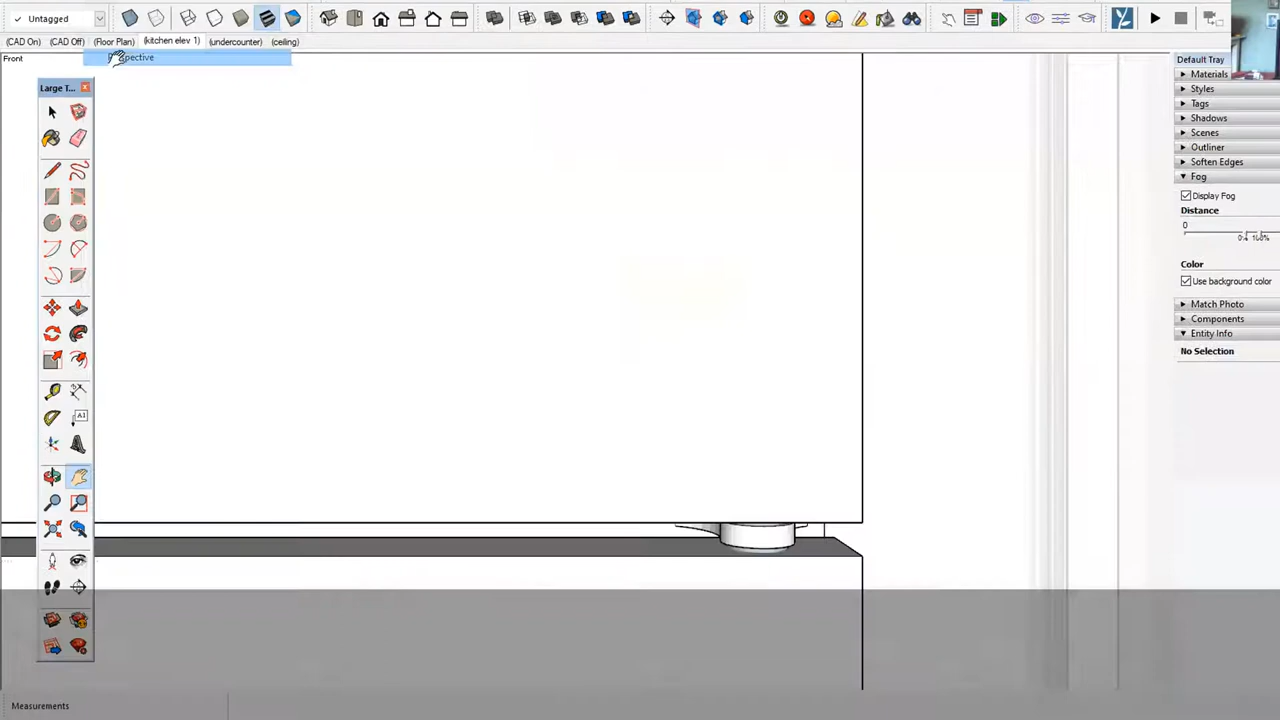 Untagged
(CAD On) (CAD Off) (Floor Plan) (kitchen elev 1) (undercounter) (ceiling)
Front
Default Tray
Large T...
Materials
Styles
Tags
Shadows
Scenes
Outliner
Soften Edges
Fog
Display Fog
Distance
0
Color
Use background color
Match Photo
Components
Entity Info
No Selection
A1
Measurements